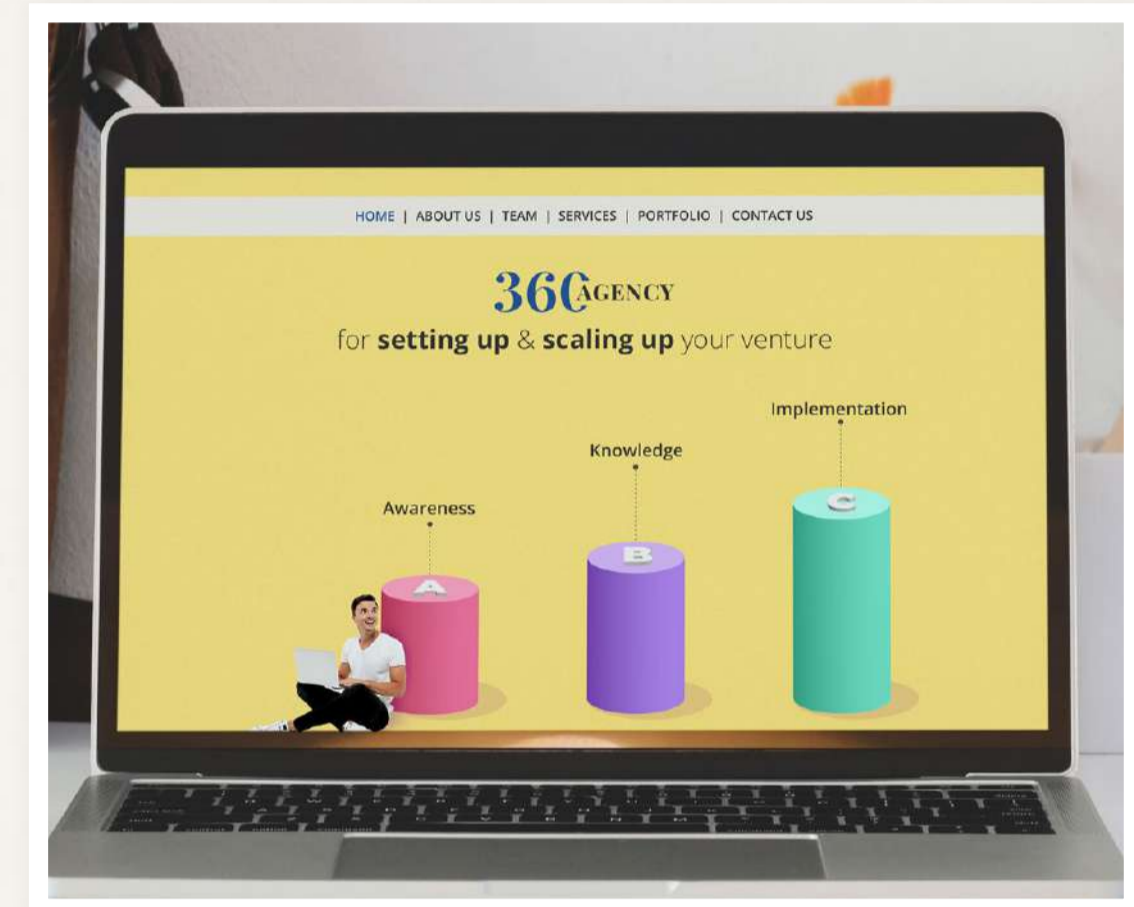 HOME | ABOUT US | TEAM | SERVICES | PORTFOLIO | CONTACT US
360 AGENCY
for setting up & scaling up your venture
Implementation
Knowledge
Awareness
C
B
A